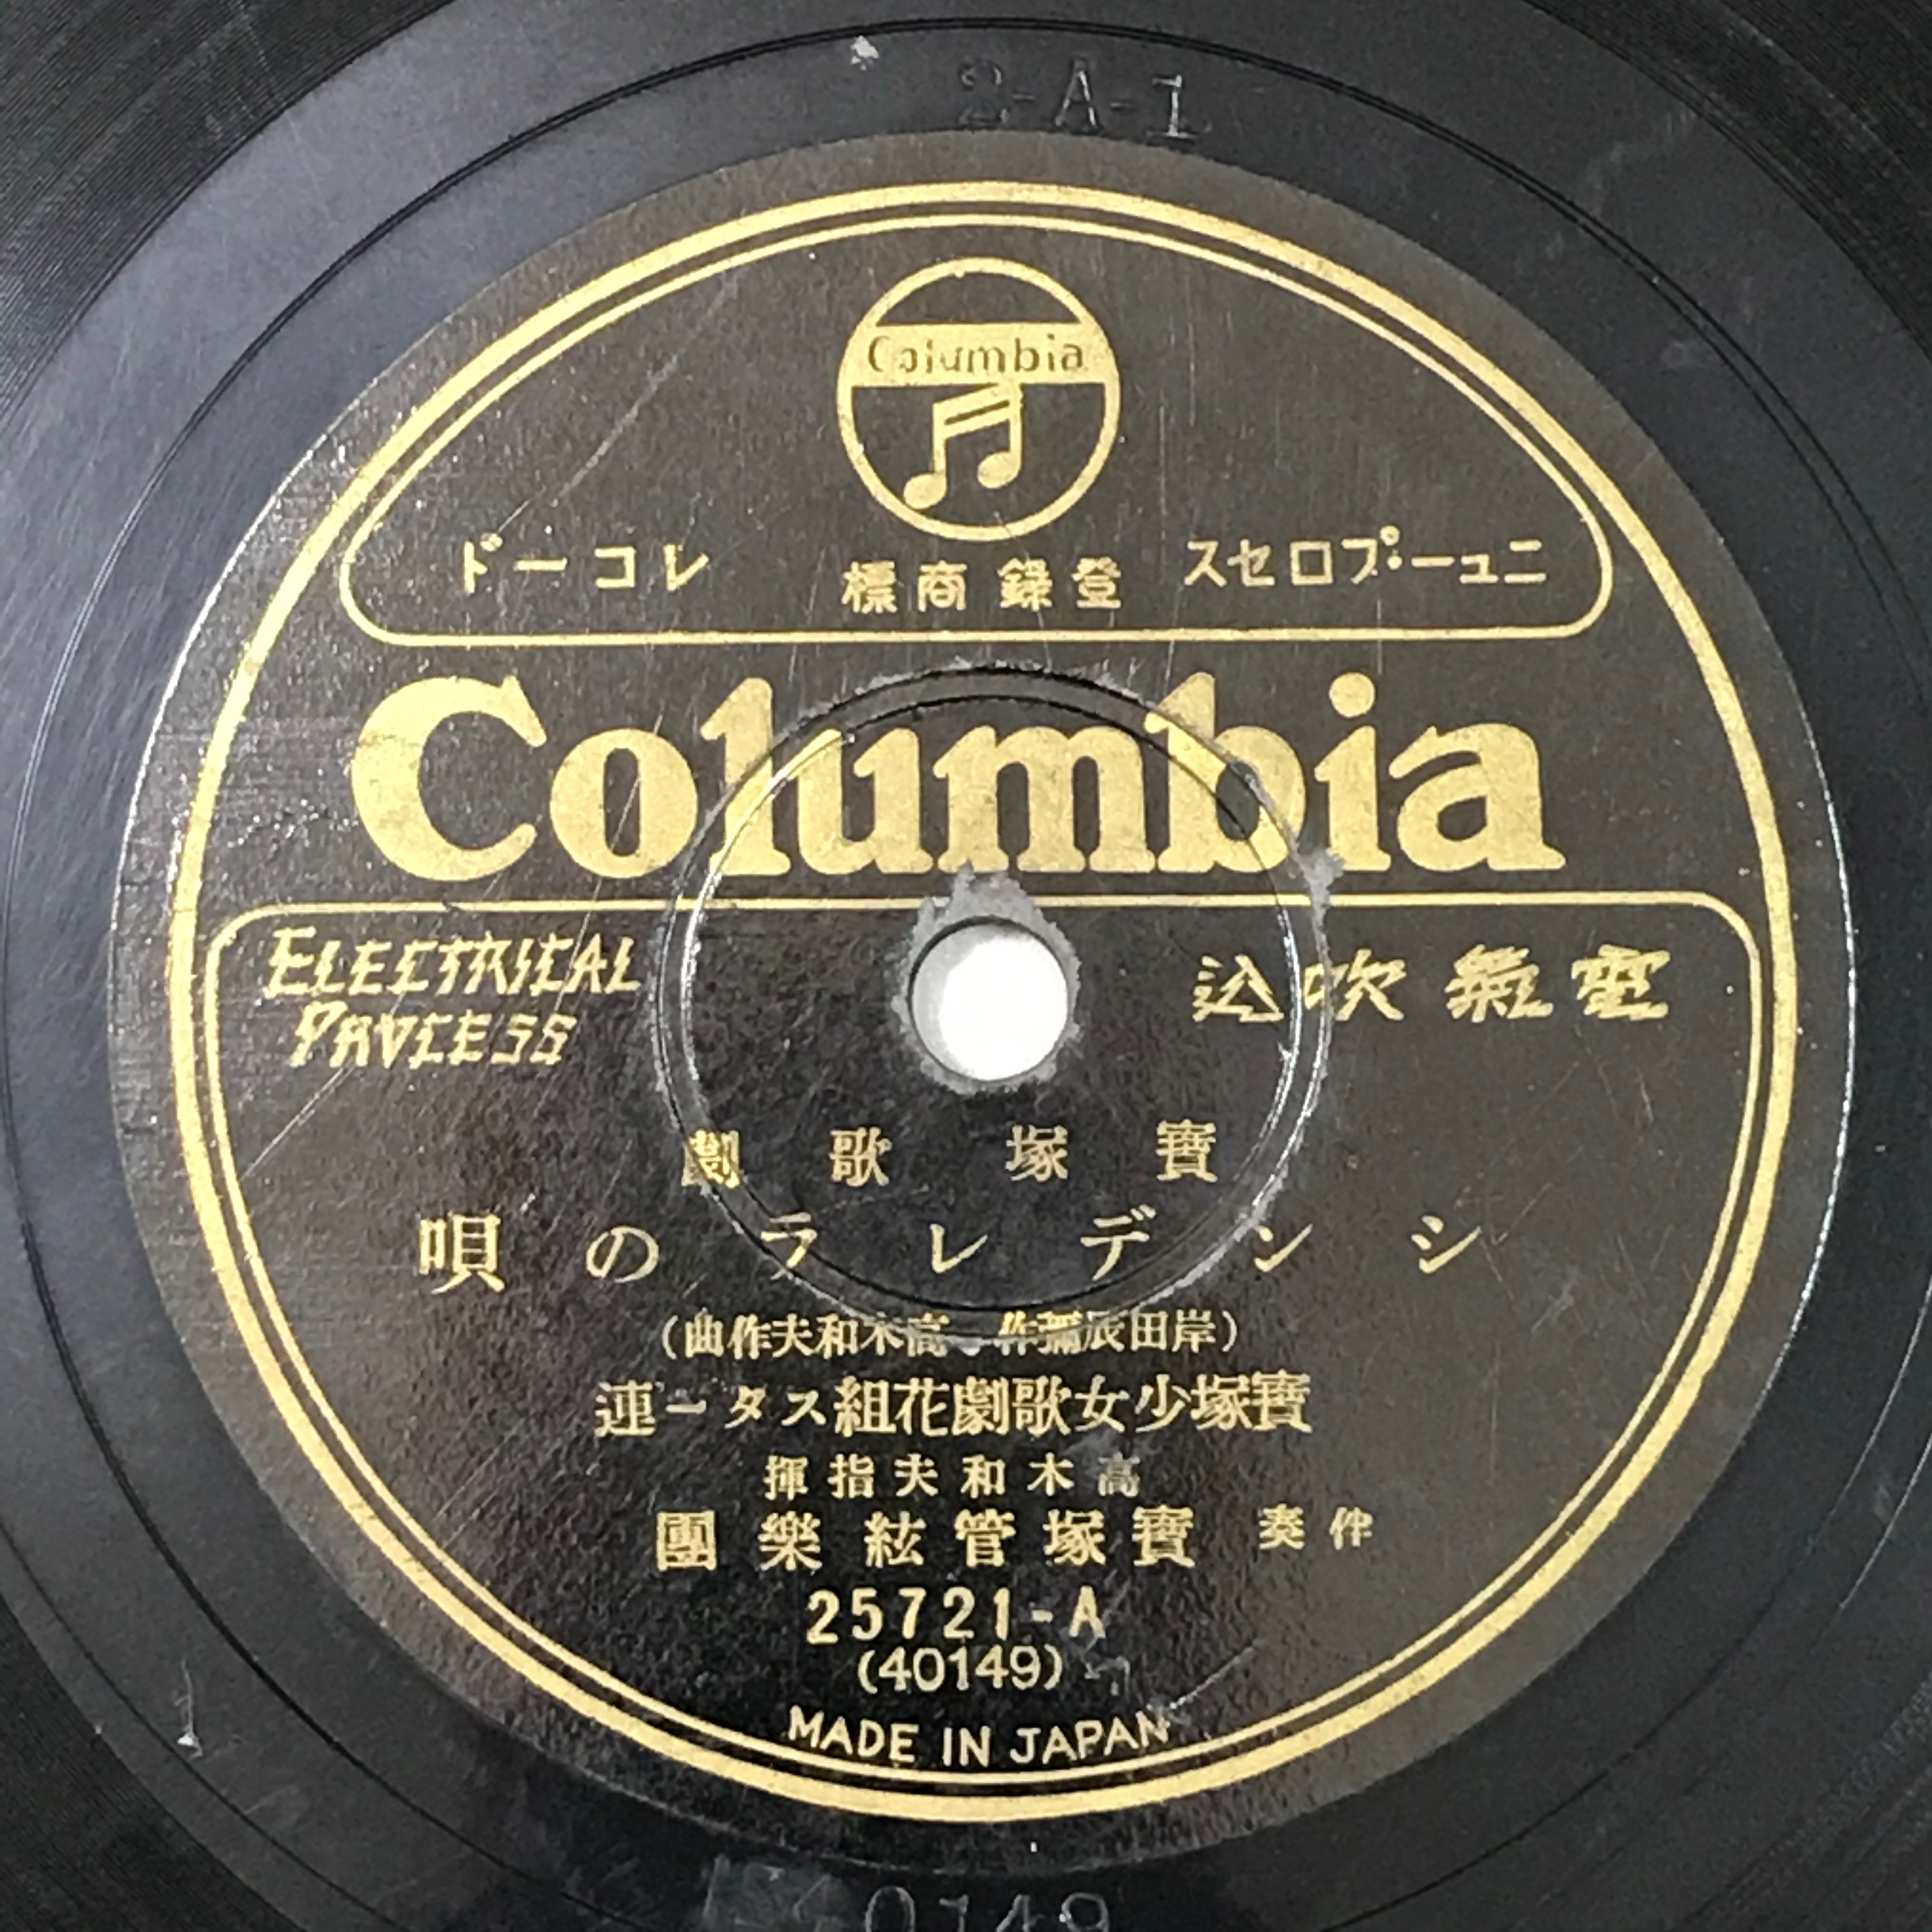 2-A-1
Columbia
ニュー・プロセス 登錄商標 レコード
Columbia
ELECTRICAL
PROCESS
電氣吹込
寶塚歌劇
シンデレラの唄
(岸田辰彌作・高木和夫作曲)
寶塚少女歌劇花組スター連
高木和夫指揮
伴奏 寶塚管絃樂團
25721-A
(40149)
MADE IN JAPAN
0149